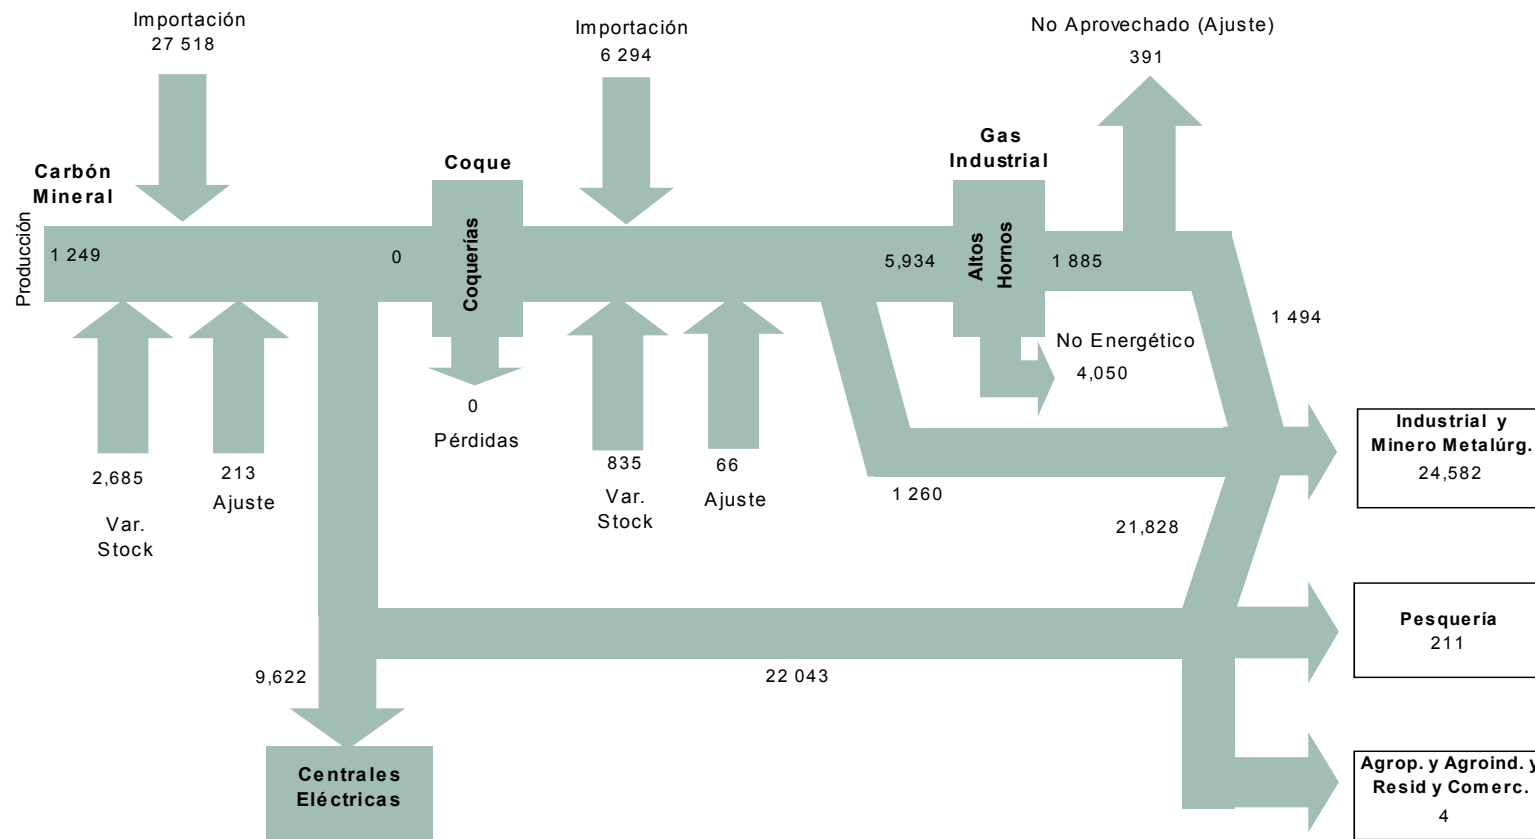 Importación
27 518
Importación
6 294
No Aprovechado (Ajuste)
391
Carbón
Mineral
Coque
Gas
Industrial
Producción
1 249
0
Coquerías
5,934
Altos
Hornos
1 885
1 494
No Energético
4,050
0
Pérdidas
2,685
Var.
Stock
213
Ajuste
835
Var.
Stock
66
Ajuste
1 260
21,828
Industrial y
Minero Metalúrg.
24,582
Pesquería
211
9,622
22 043
Centrales
Eléctricas
Agrop. y Agroind. y
Resid y Comerc.
4